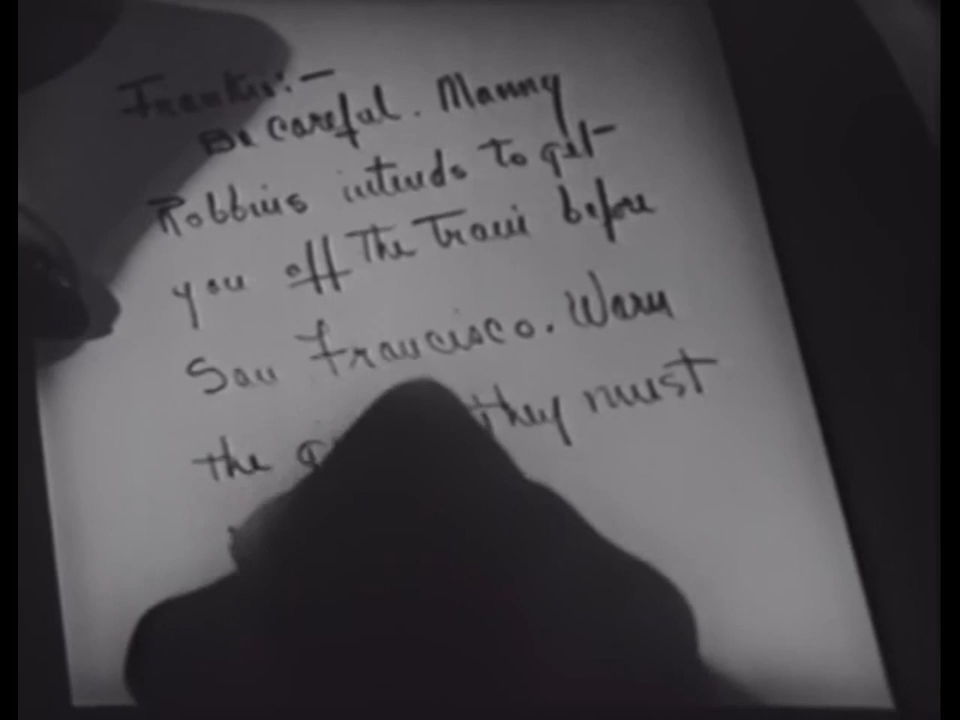 Frankie:—
Be careful. Manny
Robbins intends to get
you off the train before
San Francisco. Warn
the they must